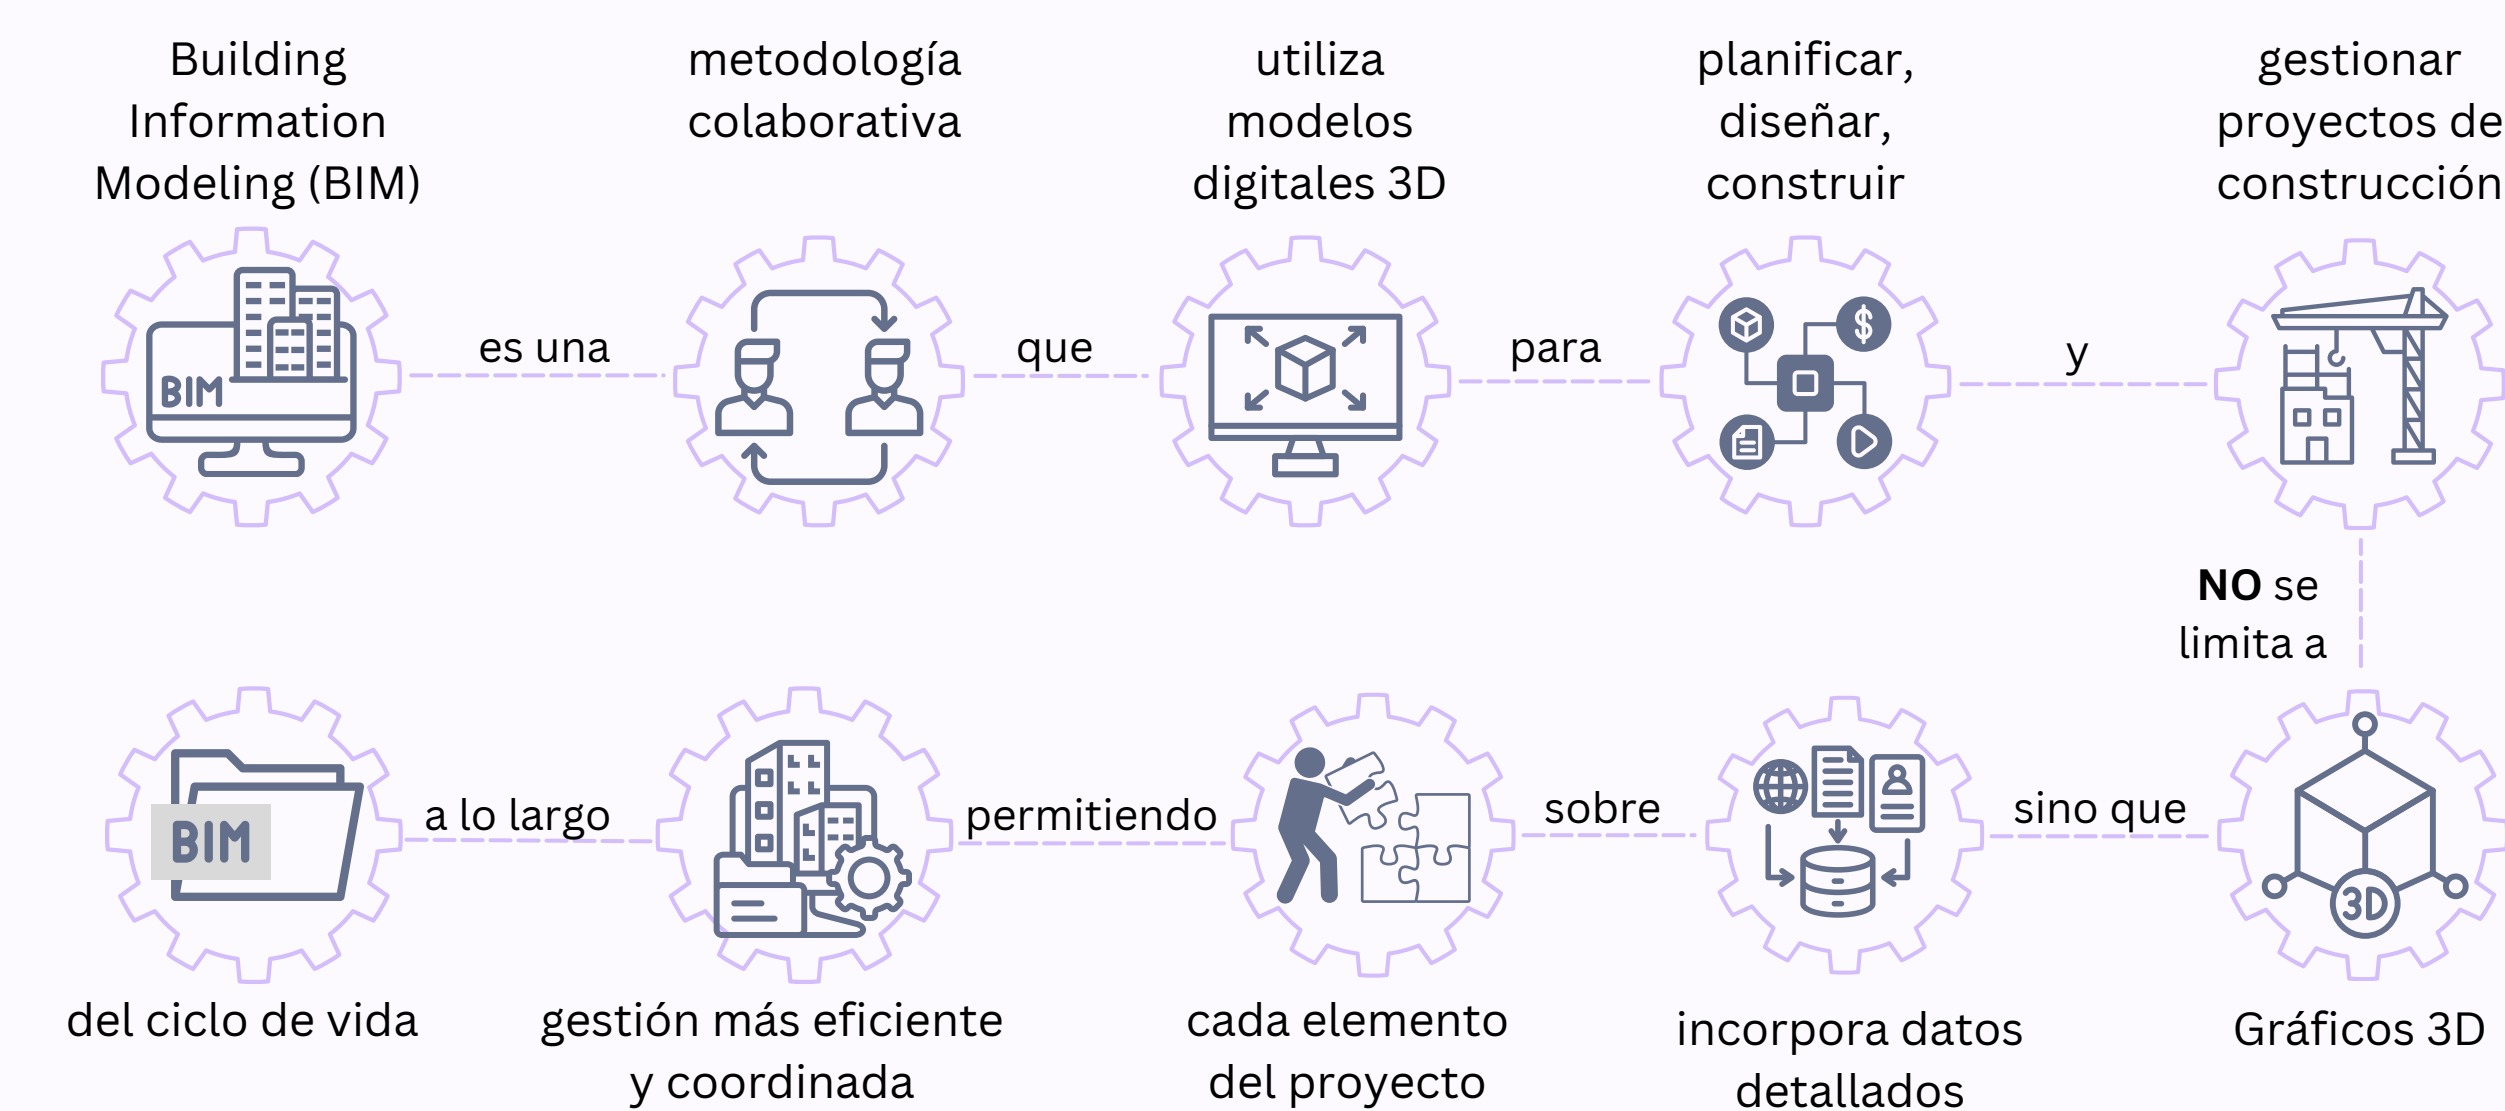 Building
Information
Modeling (BIM)
BIM
es una
metodología
colaborativa
que
utiliza
modelos
digitales 3D
para
planificar,
diseñar,
construir
$
y
gestionar
proyectos de
construcción
NO se
limita a
3D
Gráficos 3D
sino que
incorpora datos
detallados
sobre
cada elemento
del proyecto
permitiendo
gestión más eficiente
y coordinada
a lo largo
BIM
del ciclo de vida